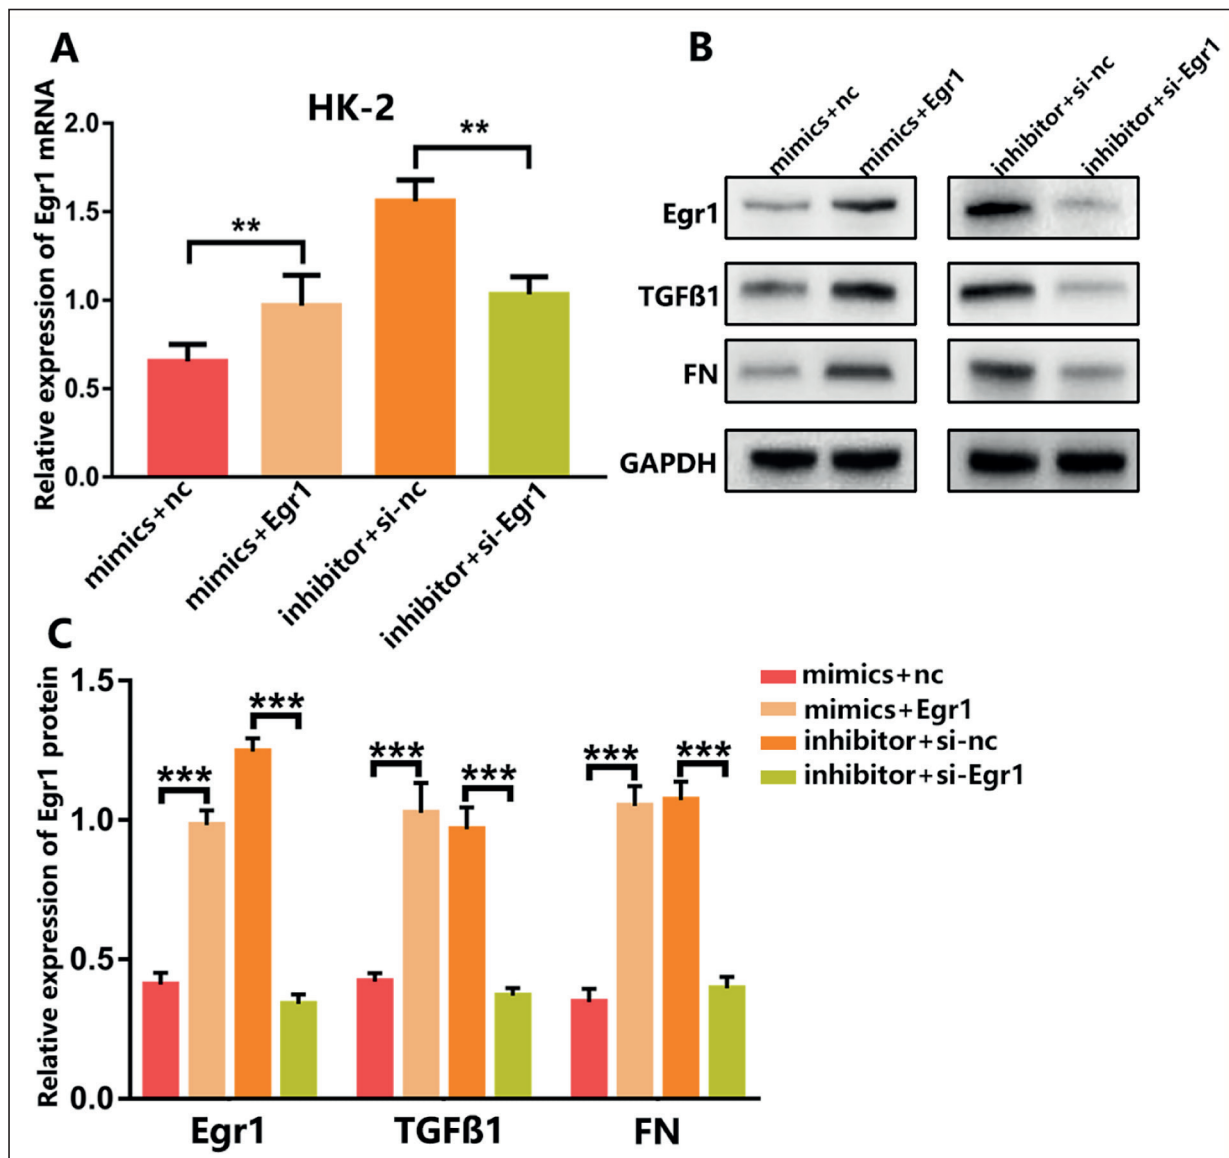 A
HK-2
Relative expression of Egr1 mRNA
2.0
1.5
1.0
0.5
0.0
**
**
mimics+nc
mimics+Egr1
inhibitor+si-nc
inhibitor+si-Egr1
B
mimics+nc
mimics+Egr1
inhibitor+si-nc
inhibitor+si-Egr1
Egr1
TGFß1
FN
GAPDH
C
Relative expression of Egr1 protein
1.5
1.0
0.5
0.0
***
***
***
***
***
***
Egr1
TGFß1
FN
mimics+nc
mimics+Egr1
inhibitor+si-nc
inhibitor+si-Egr1